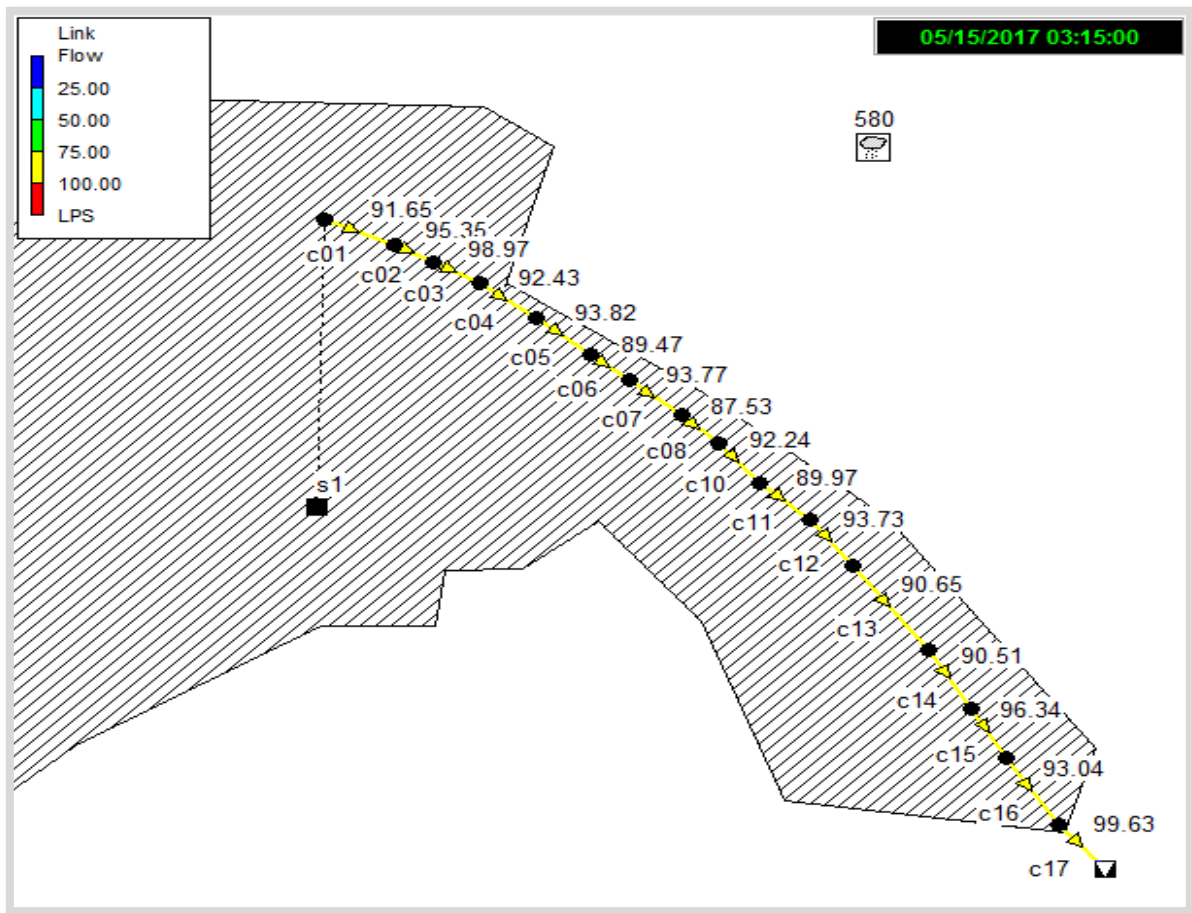 Link
Flow
25.00
50.00
75.00
100.00
LPS
05/15/2017 03:15:00
580
91.65
c01
95.35
c02
98.97
c03
92.43
c04
93.82
c05
89.47
c06
93.77
c07
87.53
c08
92.24
c10
89.97
c11
s1
93.73
c12
90.65
c13
90.51
c14
96.34
c15
93.04
c16
99.63
c17